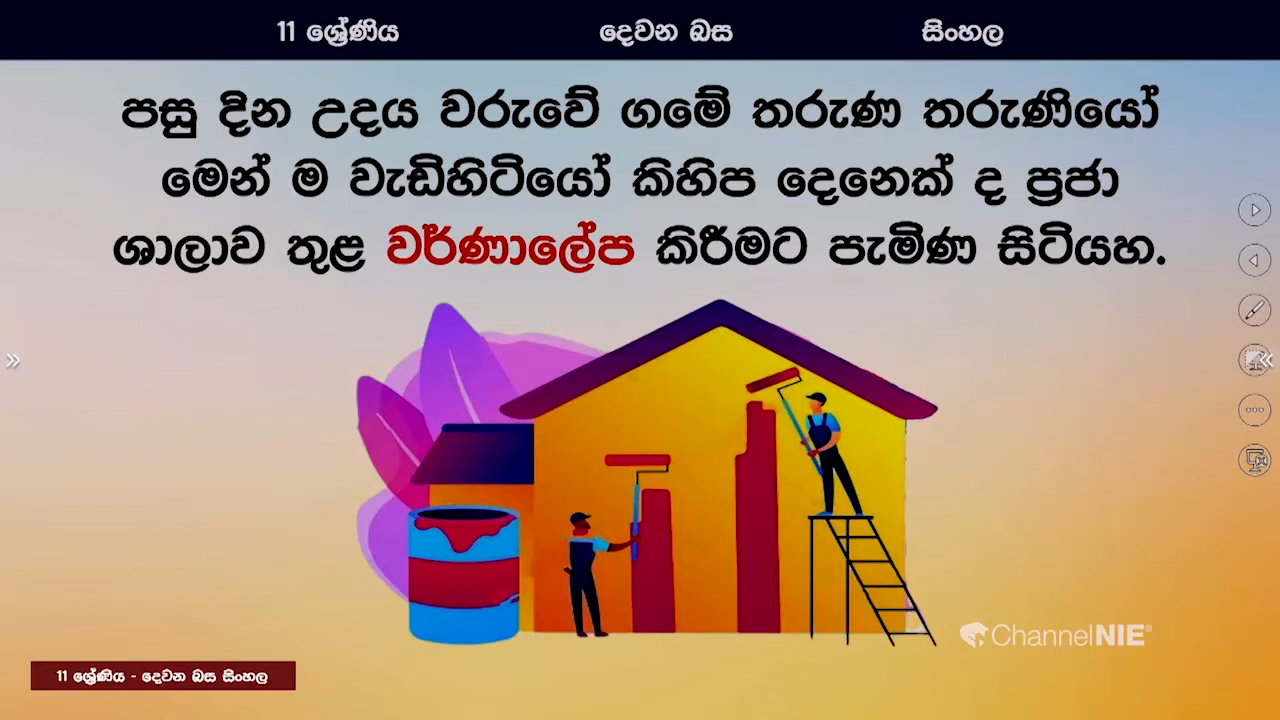 11 ශ්‍රේණිය දෙවන බස සිංහල
පසු දින උදය වරුවේ ගමේ තරුණ තරුණියෝ
මෙන් ම වැඩිහිටියෝ කිහිප දෙනෙක් ද ප්‍රජා
ශාලාව තුළ වර්ණාලේප කිරීමට පැමිණ සිටියහ.
ChannelNIE®
11 ශ්‍රේණිය - දෙවන බස සිංහල